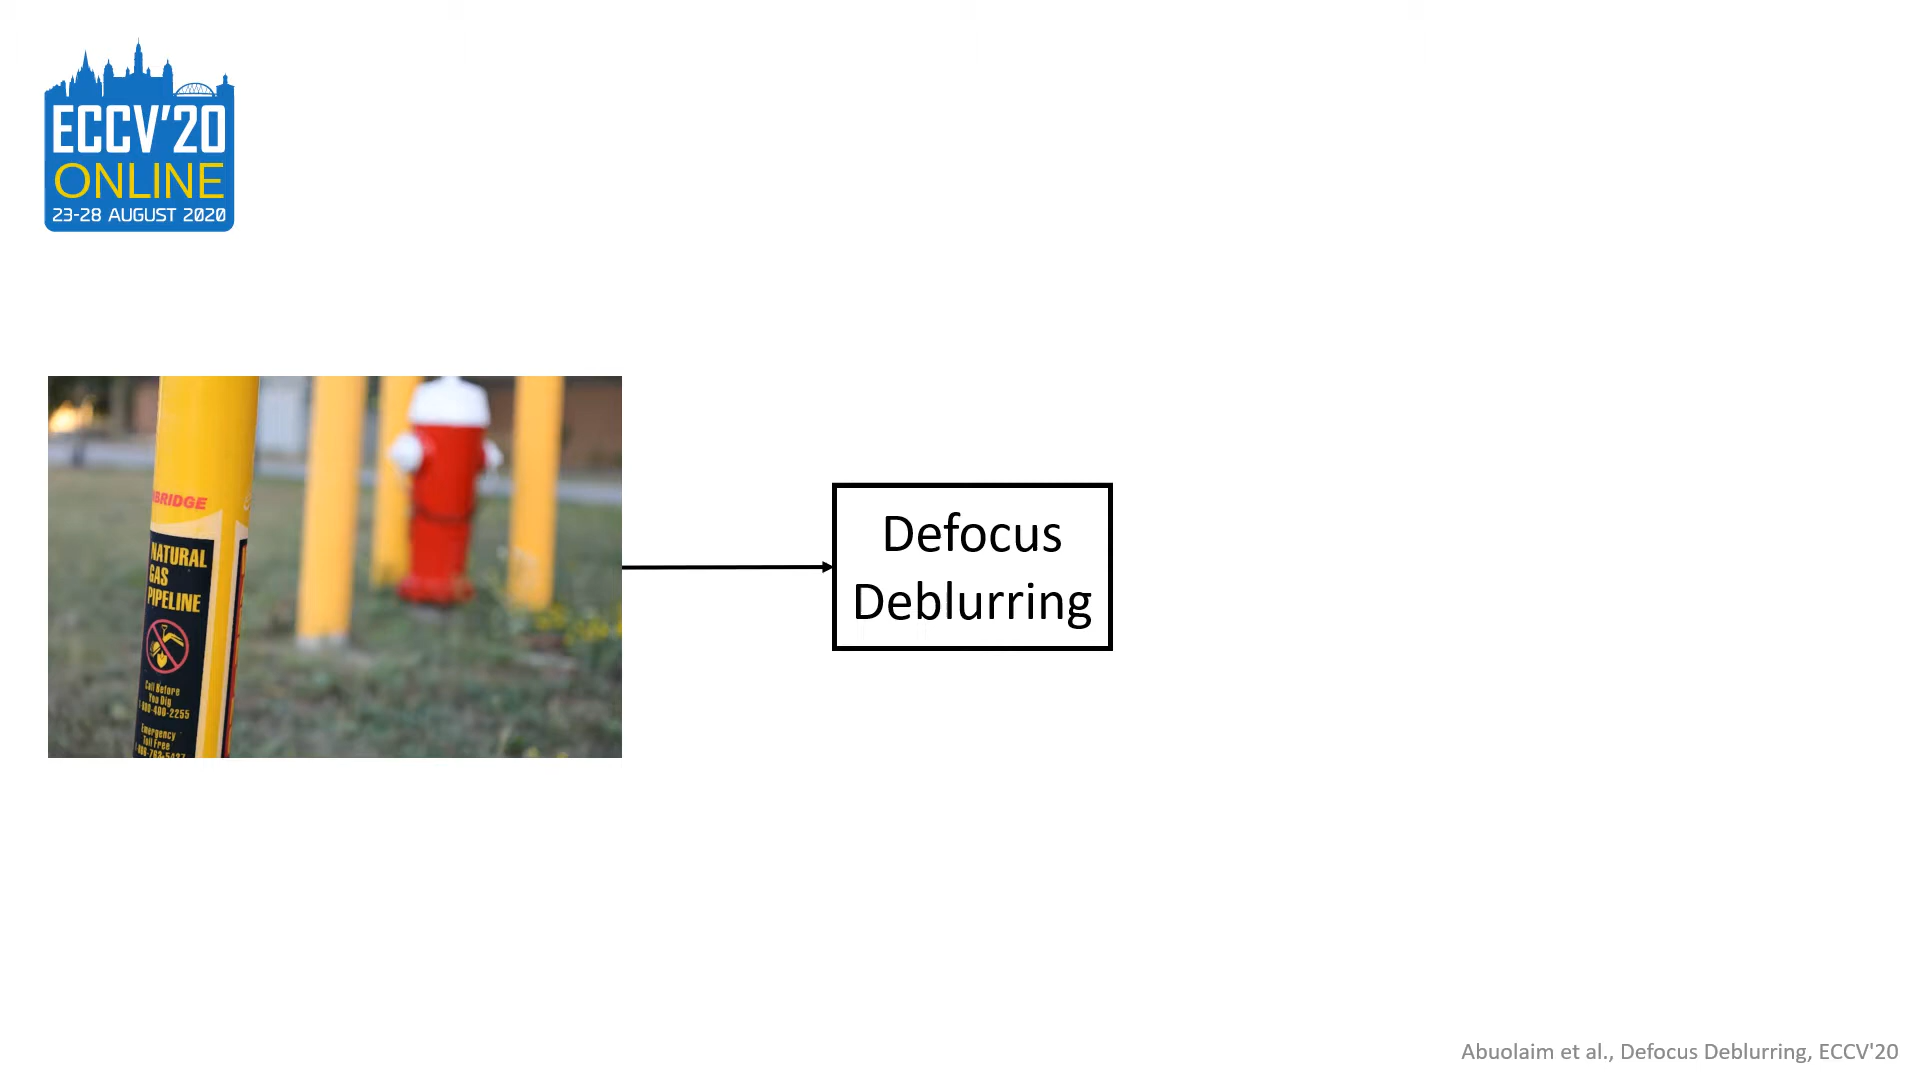 ECCV'20
ONLINE
23-28 AUGUST 2020
BRIDGE
NATURAL
GAS
PIPELINE
Call Before
You Dig
Emergency
Toll Free
Defocus
Deblurring
Abuolaim et al., Defocus Deblurring, ECCV'20